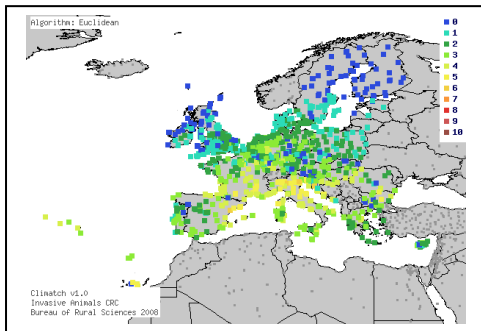 Algorithm: Euclidean
0
1
2
3
4
5
6
7
8
9
10
Climatch v1.0
Invasive Animals CRC
Bureau of Rural Sciences 2008